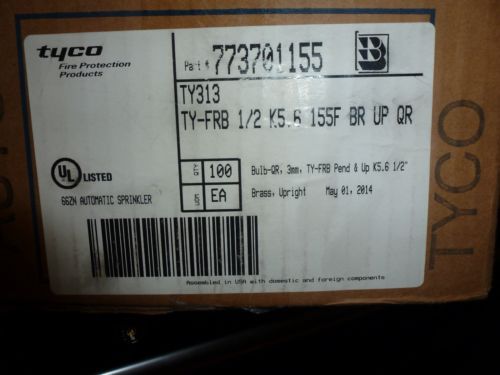 tyco
Fire Protection
Products
Part # 773701155
TY313
TY-FRB 1/2 K5.6 155F BR UP QR
UL LISTED
66ZN AUTOMATIC SPRINKLER
100
EA
Bulb-QR, 3mm, TY-FRB Pend & Up K5.6 1/2"
Brass, Upright May 01, 2014
Assembled in USA with domestic and foreign components
TYCO